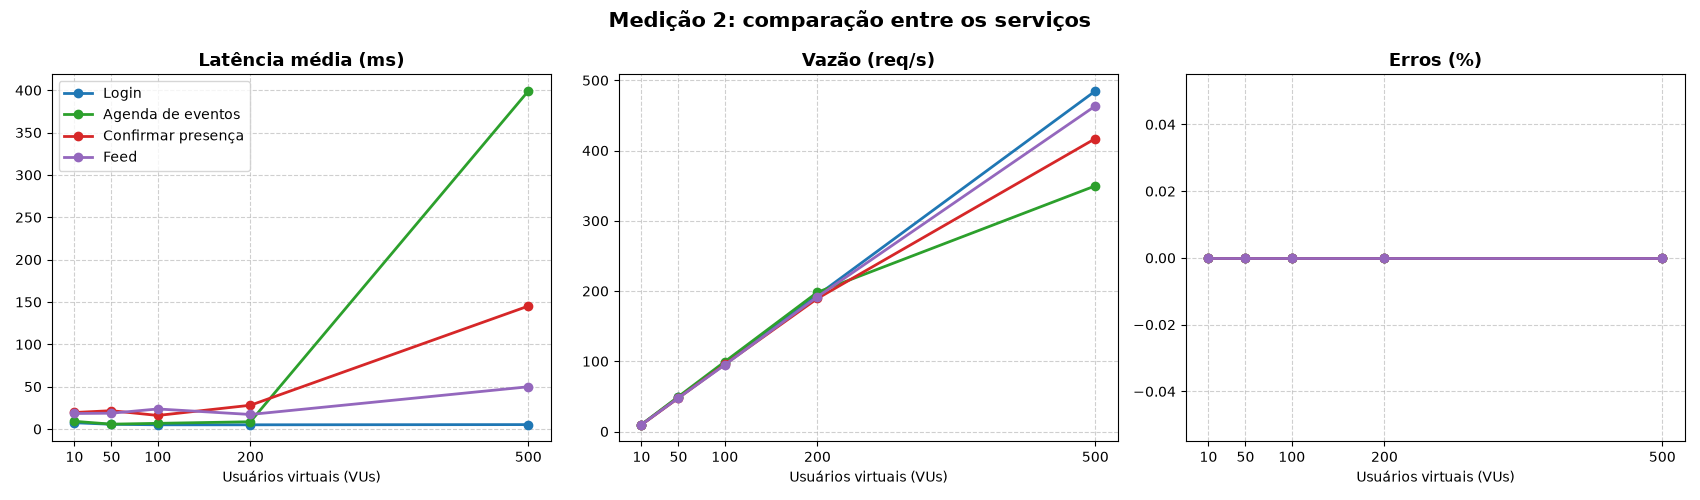 Medição 2: comparação entre os serviços
Latência média (ms)
400
350
300
250
200
150
100
50
0
Login
Agenda de eventos
Confirmar presença
Feed
10 50 100 200 500
Usuários virtuais (VUs)
Vazão (req/s)
500
400
300
200
100
0
10 50 100 200 500
Usuários virtuais (VUs)
Erros (%)
0.04
0.02
0.00
−0.02
−0.04
10 50 100 200 500
Usuários virtuais (VUs)